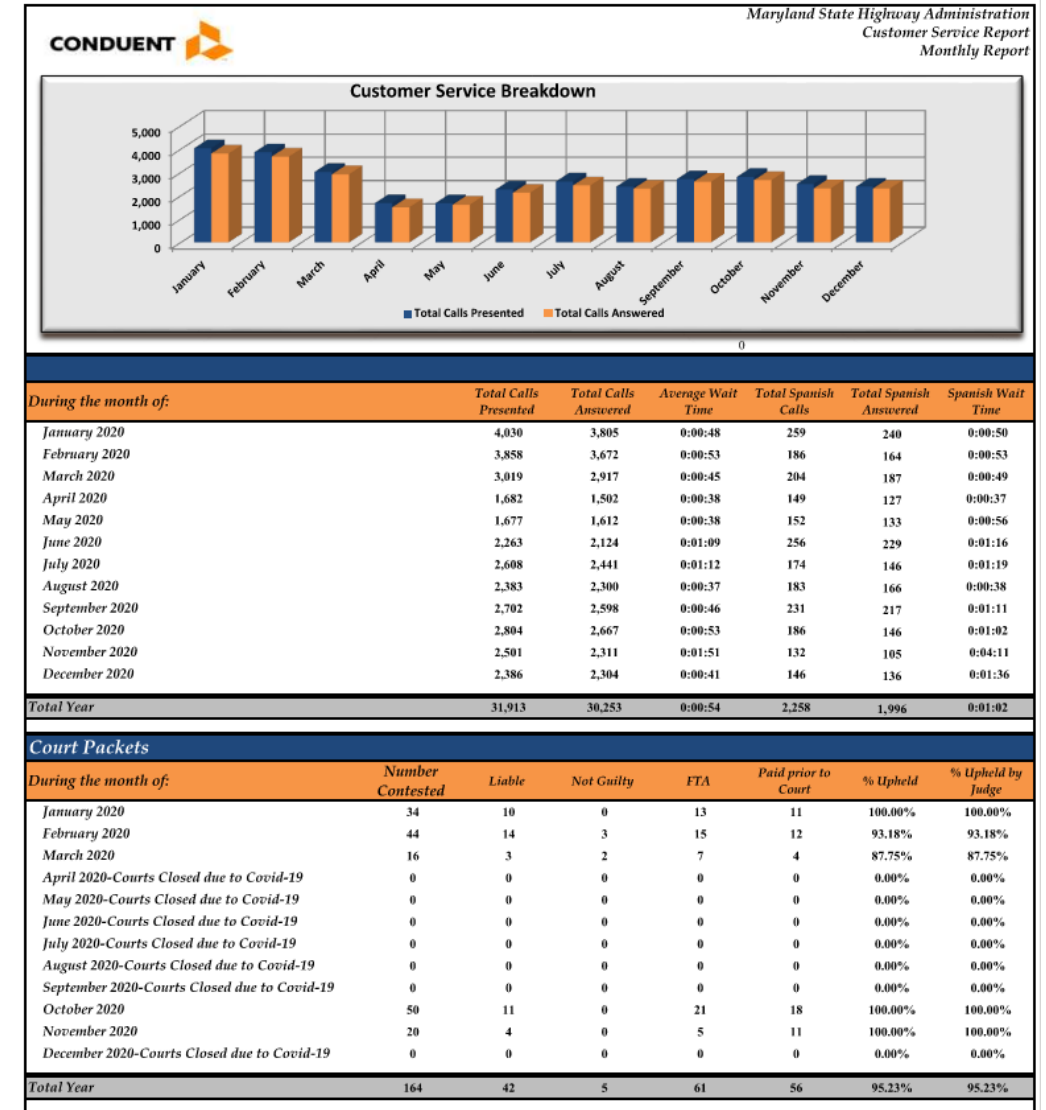 Maryland State Highway Administration
CONDUENT
Customer Service Report
Monthly Report
Customer Service Breakdown
5,000
4,000
3,000
2,000
1,000
0
January February March April May June July August September October November December
Total Calls Presented Total Calls Answered
0
During the month of: Total Calls Presented Total Calls Answered Average Wait Time Total Spanish Calls Total Spanish Answered Spanish Wait Time
January 2020 4,030 3,805 0:00:48 259 240 0:00:50
February 2020 3,858 3,672 0:00:53 186 164 0:00:53
March 2020 3,019 2,917 0:00:45 204 187 0:00:49
April 2020 1,682 1,502 0:00:38 149 127 0:00:37
May 2020 1,677 1,612 0:00:38 152 133 0:00:56
June 2020 2,263 2,124 0:01:09 256 229 0:01:16
July 2020 2,608 2,441 0:01:12 174 146 0:01:19
August 2020 2,383 2,300 0:00:37 183 166 0:00:38
September 2020 2,702 2,598 0:00:46 231 217 0:01:11
October 2020 2,804 2,667 0:00:53 186 146 0:01:02
November 2020 2,501 2,311 0:01:51 132 105 0:04:11
December 2020 2,386 2,304 0:00:41 146 136 0:01:36
Total Year 31,913 30,253 0:00:54 2,258 1,996 0:01:02
Court Packets
During the month of: Number Contested Liable Not Guilty FTA Paid prior to Court % Upheld % Upheld by Judge
January 2020 34 10 0 13 11 100.00% 100.00%
February 2020 44 14 3 15 12 93.18% 93.18%
March 2020 16 3 2 7 4 87.75% 87.75%
April 2020-Courts Closed due to Covid-19 0 0 0 0 0 0.00% 0.00%
May 2020-Courts Closed due to Covid-19 0 0 0 0 0 0.00% 0.00%
June 2020-Courts Closed due to Covid-19 0 0 0 0 0 0.00% 0.00%
July 2020-Courts Closed due to Covid-19 0 0 0 0 0 0.00% 0.00%
August 2020-Courts Closed due to Covid-19 0 0 0 0 0 0.00% 0.00%
September 2020-Courts Closed due to Covid-19 0 0 0 0 0 0.00% 0.00%
October 2020 50 11 0 21 18 100.00% 100.00%
November 2020 20 4 0 5 11 100.00% 100.00%
December 2020-Courts Closed due to Covid-19 0 0 0 0 0 0.00% 0.00%
Total Year 164 42 5 61 56 95.23% 95.23%